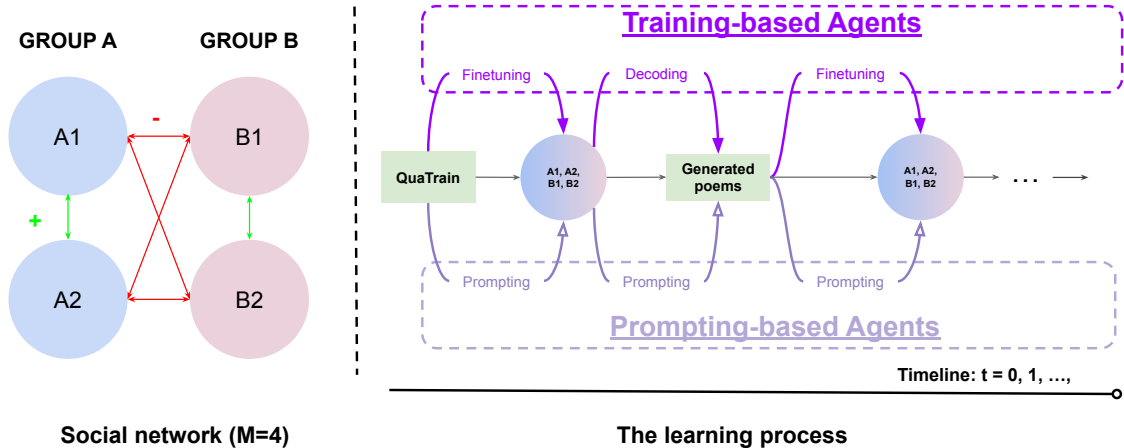 GROUP A
GROUP B
A1
-
B1
+
A2
B2
Social network (M=4)
Training-based Agents
Finetuning
Decoding
Finetuning
QuaTrain
A1, A2,
B1, B2
Generated
poems
A1, A2,
B1, B2
...
Prompting
Prompting
Prompting
Prompting-based Agents
Timeline: t = 0, 1, ...,
The learning process